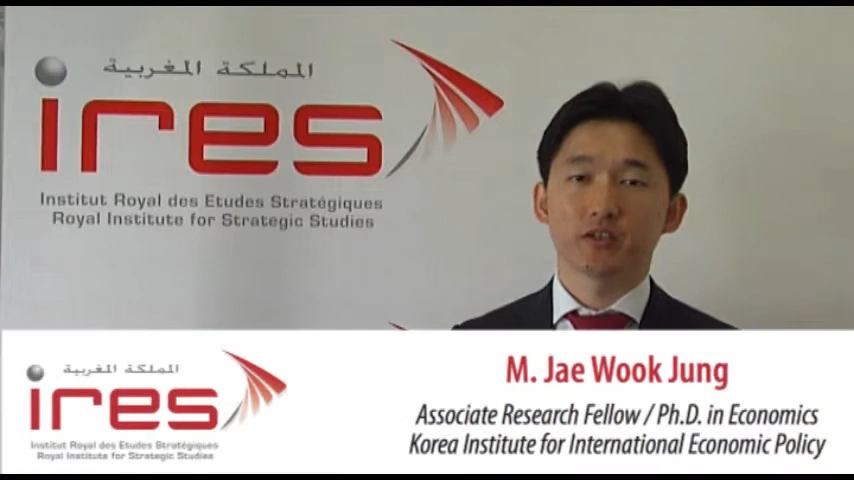 المملكة المغربية
ires
Institut Royal des Etudes Stratégiques
Royal Institute for Strategic Studies
المملكة المغربية
ires
Institut Royal des Etudes Stratégiques
Royal Institute for Strategic Studies
M. Jae Wook Jung
Associate Research Fellow / Ph.D. in Economics
Korea Institute for International Economic Policy